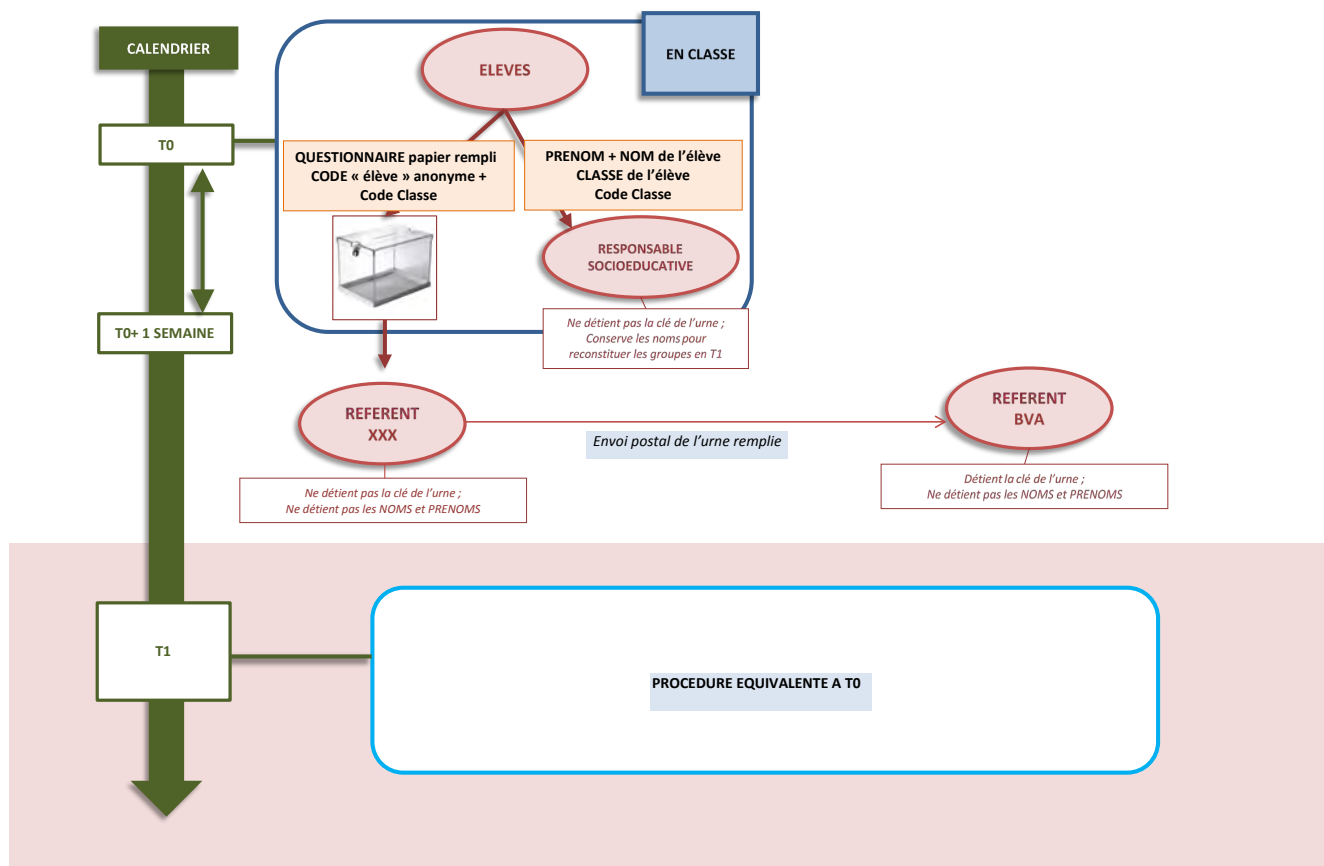 CALENDRIER
EN CLASSE
ELEVES
T0
QUESTIONNAIRE papier rempli
CODE « élève » anonyme +
Code Classe
PRENOM + NOM de l'élève
CLASSE de l'élève
Code Classe
RESPONSABLE
SOCIOEDUCATIVE
T0+ 1 SEMAINE
Ne détient pas la clé de l'urne ;
Conserve les noms pour
reconstituer les groupes en T1
REFERENT
XXX
Envoi postal de l'urne remplie
REFERENT
BVA
Ne détient pas la clé de l'urne ;
Ne détient pas les NOMS et PRENOMS
Détient la clé de l'urne ;
Ne détient pas les NOMS et PRENOMS
T1
PROCEDURE EQUIVALENTE A T0